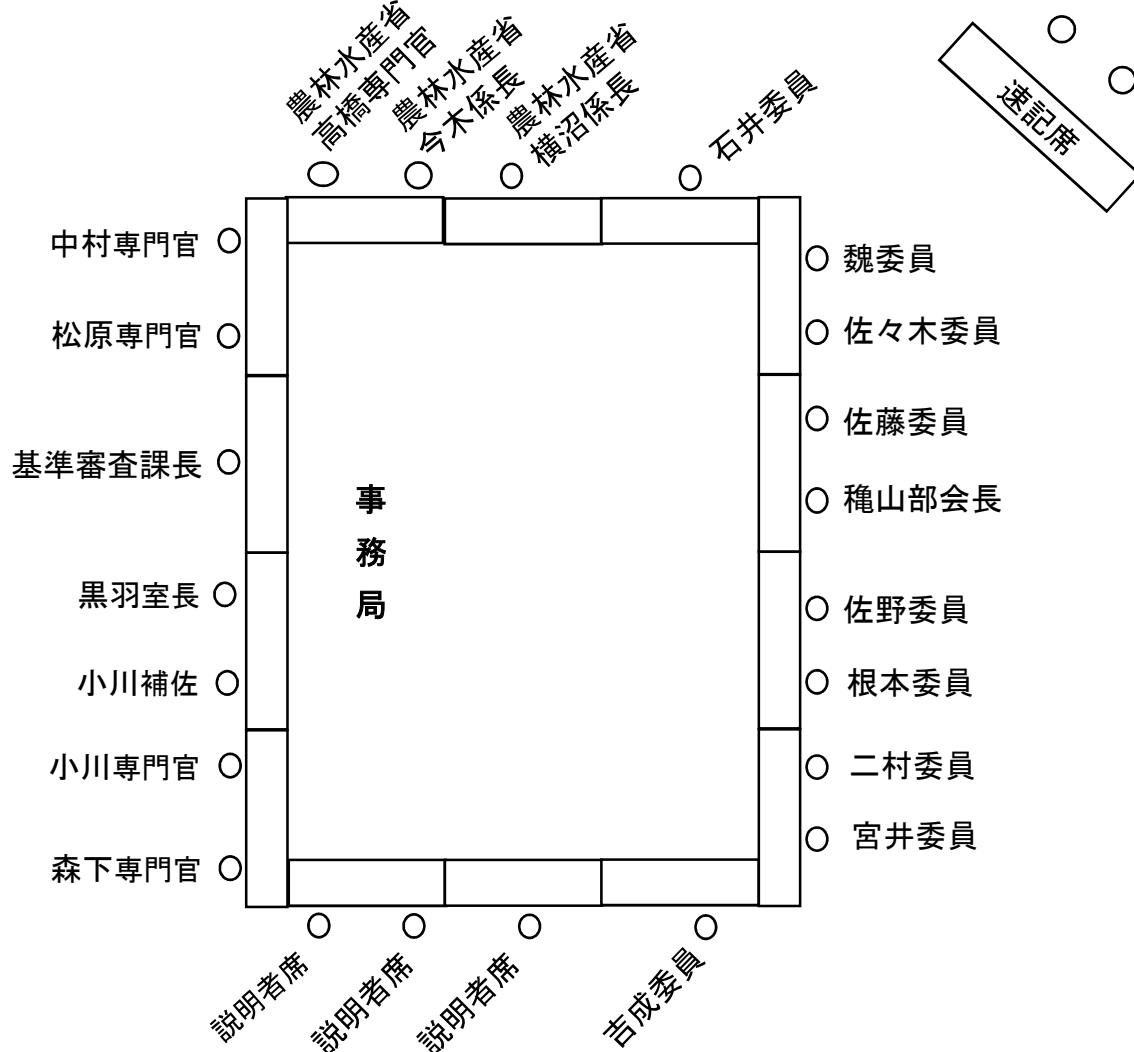 農林水産省
高橋専門官
農林水産省
今木係長
農林水産省
横沼係長
石井委員
速記席
中村専門官
松原専門官
基準審査課長
黒羽室長
小川補佐
小川専門官
森下専門官
事務局
魏委員
佐々木委員
佐藤委員
穐山部会長
佐野委員
根本委員
二村委員
宮井委員
説明者席
説明者席
説明者席
吉成委員